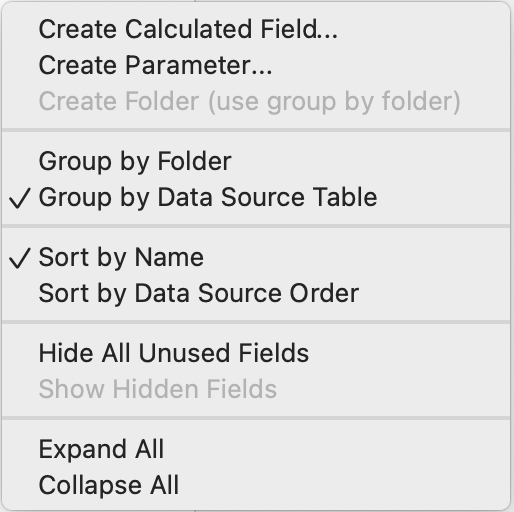 Create Calculated Field...
Create Parameter...
Create Folder (use group by folder)
Group by Folder
✓ Group by Data Source Table
✓ Sort by Name
Sort by Data Source Order
Hide All Unused Fields
Show Hidden Fields
Expand All
Collapse All